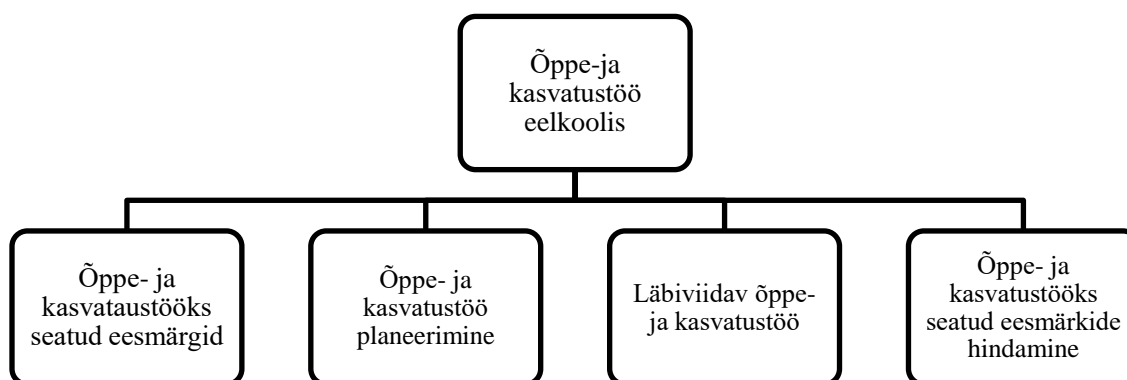 Õppe-ja
kasvatustöö
eelkoolis
Õppe- ja
kasvataustööks
seatud eesmärgid
Õppe- ja
kasvatustöö
planeerimine
Läbiviidav õppe-
ja kasvatustöö
Õppe- ja
kasvatustööks
seatud eesmärkide
hindamine